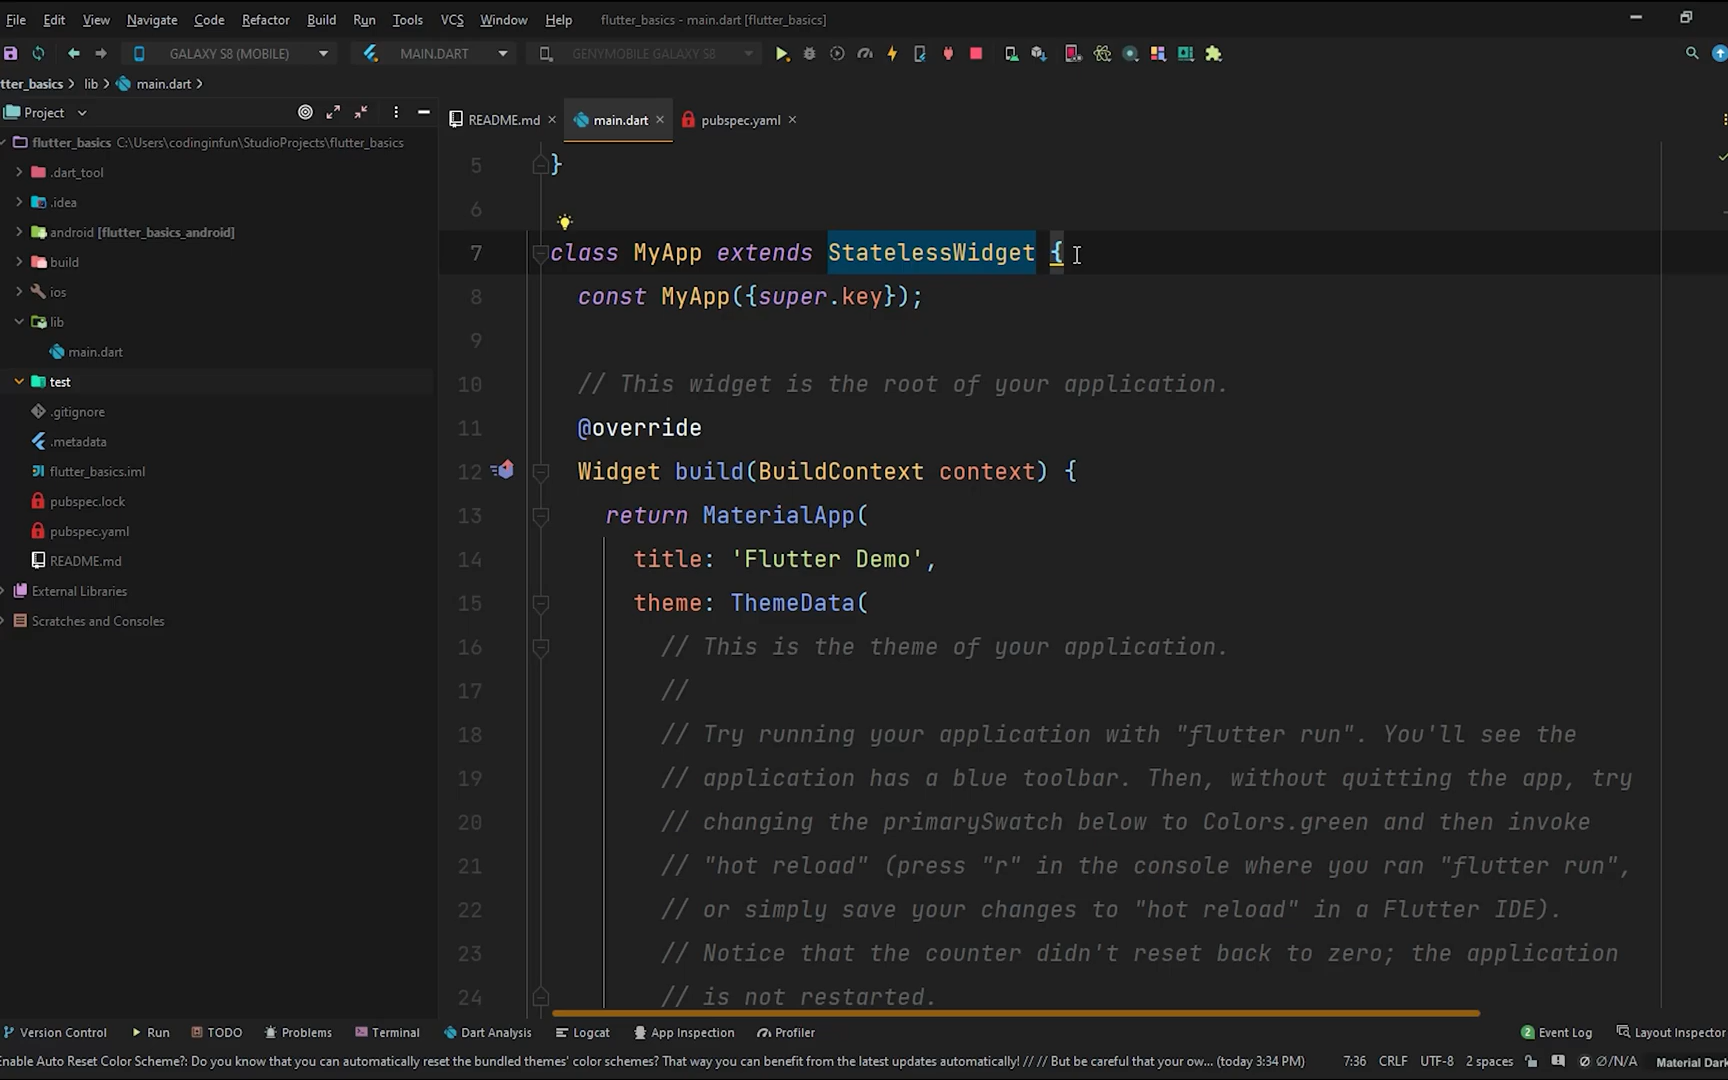 File Edit View Navigate Code Refactor Build Run Tools VCS Window Help flutter_basics - main.dart [flutter_basics]
GALAXY S8 (MOBILE) MAIN.DART GENYMOBILE GALAXY S8
tter_basics > lib > main.dart >
Project
README.md main.dart pubspec.yaml
flutter_basics C:\Users\codinginfun\StudioProjects\flutter_basics
.dart_tool
.idea
android [flutter_basics_android]
build
ios
lib
main.dart
test
.gitignore
.metadata
flutter_basics.iml
pubspec.lock
pubspec.yaml
README.md
External Libraries
Scratches and Consoles
5 }
6
7 class MyApp extends StatelessWidget {
8 const MyApp({super.key});
9
10 // This widget is the root of your application.
11 @override
12 Widget build(BuildContext context) {
13 return MaterialApp(
14 title: 'Flutter Demo',
15 theme: ThemeData(
16 // This is the theme of your application.
17 //
18 // Try running your application with "flutter run". You'll see the
19 // application has a blue toolbar. Then, without quitting the app, try
20 // changing the primarySwatch below to Colors.green and then invoke
21 // "hot reload" (press "r" in the console where you ran "flutter run",
22 // or simply save your changes to "hot reload" in a Flutter IDE).
23 // Notice that the counter didn't reset back to zero; the application
24 // is not restarted.
Version Control Run TODO Problems Terminal Dart Analysis Logcat App Inspection Profiler 2 Event Log Layout Inspector
Enable Auto Reset Color Scheme?: Do you know that you can automatically reset the bundled themes' color schemes? That way you can benefit from the latest updates automatically! // // But be careful that your ow... (today 3:34 PM) 7:36 CRLF UTF-8 2 spaces Ø/N/A Material Dark